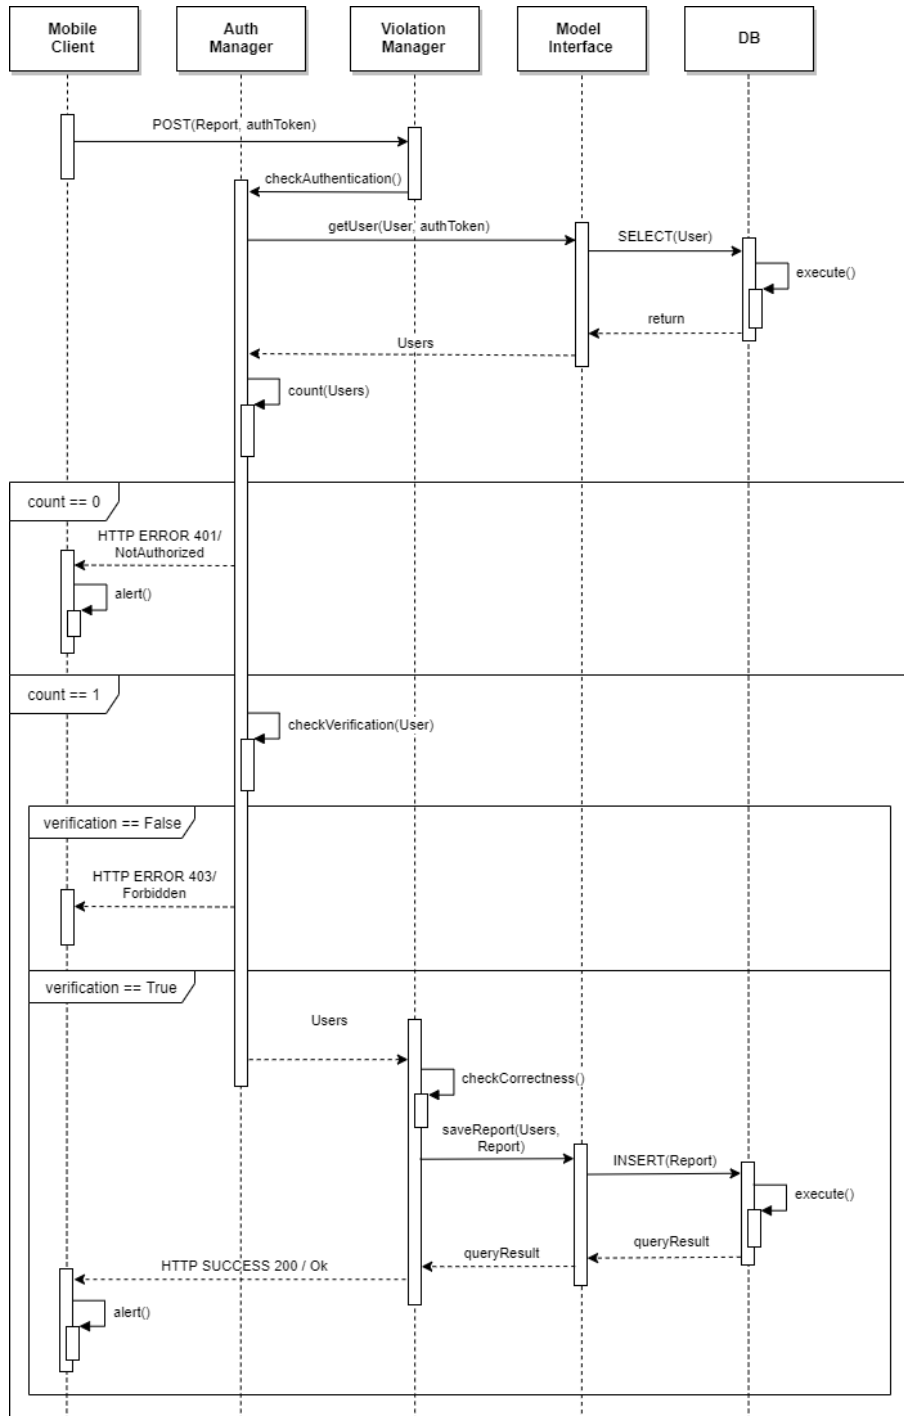 Mobile
Client
Auth
Manager
Violation
Manager
Model
Interface
DB
POST(Report, authToken)
checkAuthentication()
getUser(User, authToken)
SELECT(User)
execute()
return
Users
count(Users)
count == 0
HTTP ERROR 401/
NotAuthorized
alert()
count == 1
checkVerification(User)
verification == False
HTTP ERROR 403/
Forbidden
verification == True
Users
checkCorrectness()
saveReport(Users,
Report)
INSERT(Report)
execute()
queryResult
queryResult
HTTP SUCCESS 200 / Ok
alert()